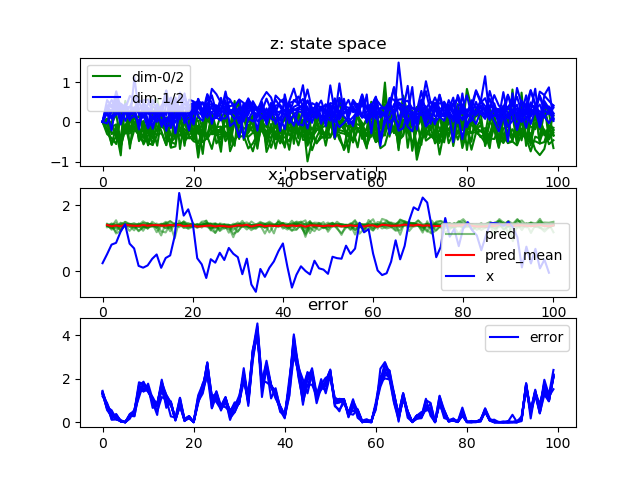 z: state space
dim-0/2
dim-1/2
1
0
−1
0 20 40 60 80 100
x: observation
2
0
pred
pred_mean
x
0 20 40 60 80 100
error
4
2
0
error
0 20 40 60 80 100